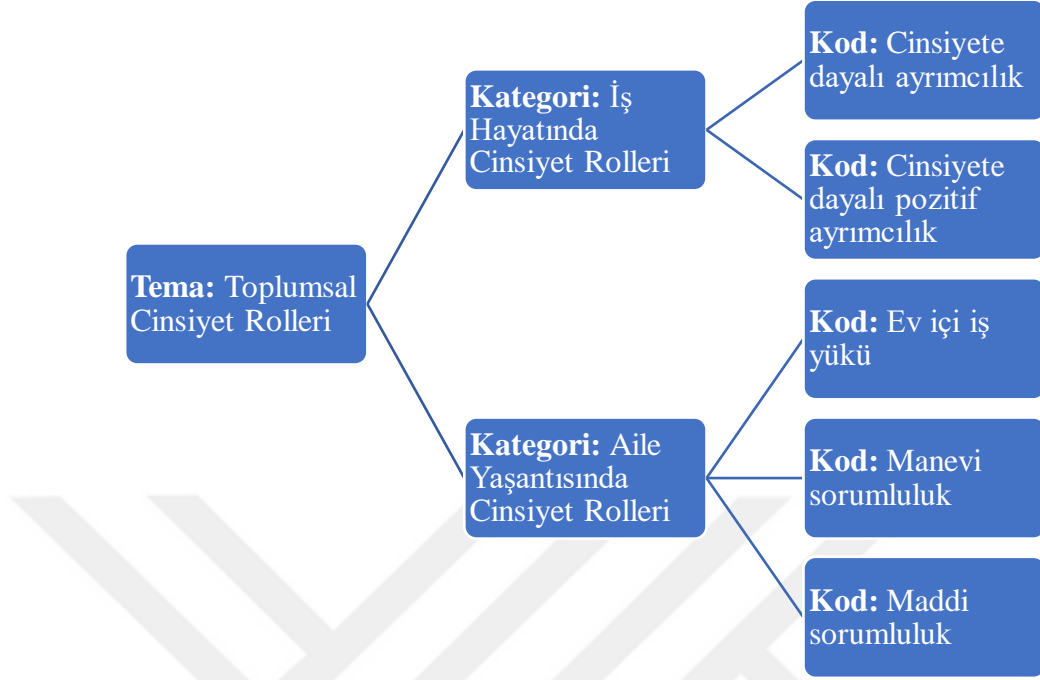 Tema: Toplumsal
Cinsiyet Rolleri
Kategori: İş
Hayatında
Cinsiyet Rolleri
Kod: Cinsiyete
dayalı ayrımcılık
Kod: Cinsiyete
dayalı pozitif
ayrımcılık
Kategori: Aile
Yaşantısında
Cinsiyet Rolleri
Kod: Ev içi iş
yükü
Kod: Manevi
sorumluluk
Kod: Maddi
sorumluluk